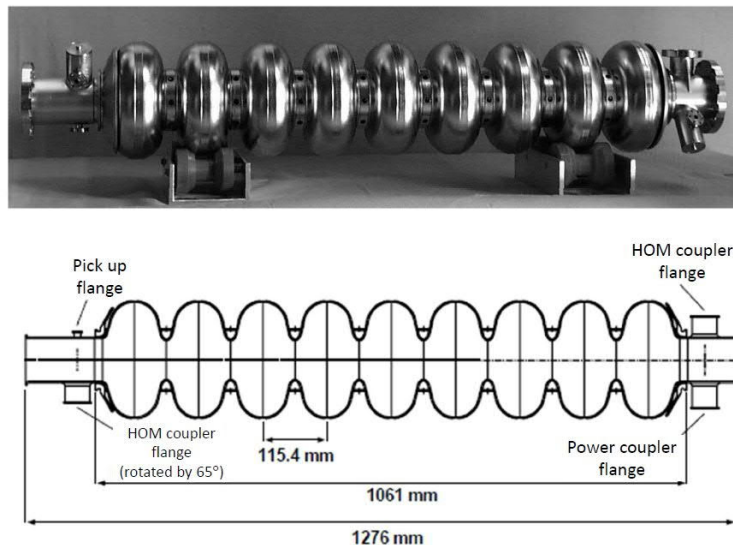 Pick up
flange
HOM coupler
flange
HOM coupler
flange
(rotated by 65°)
115.4 mm
Power coupler
flange
1061 mm
1276 mm